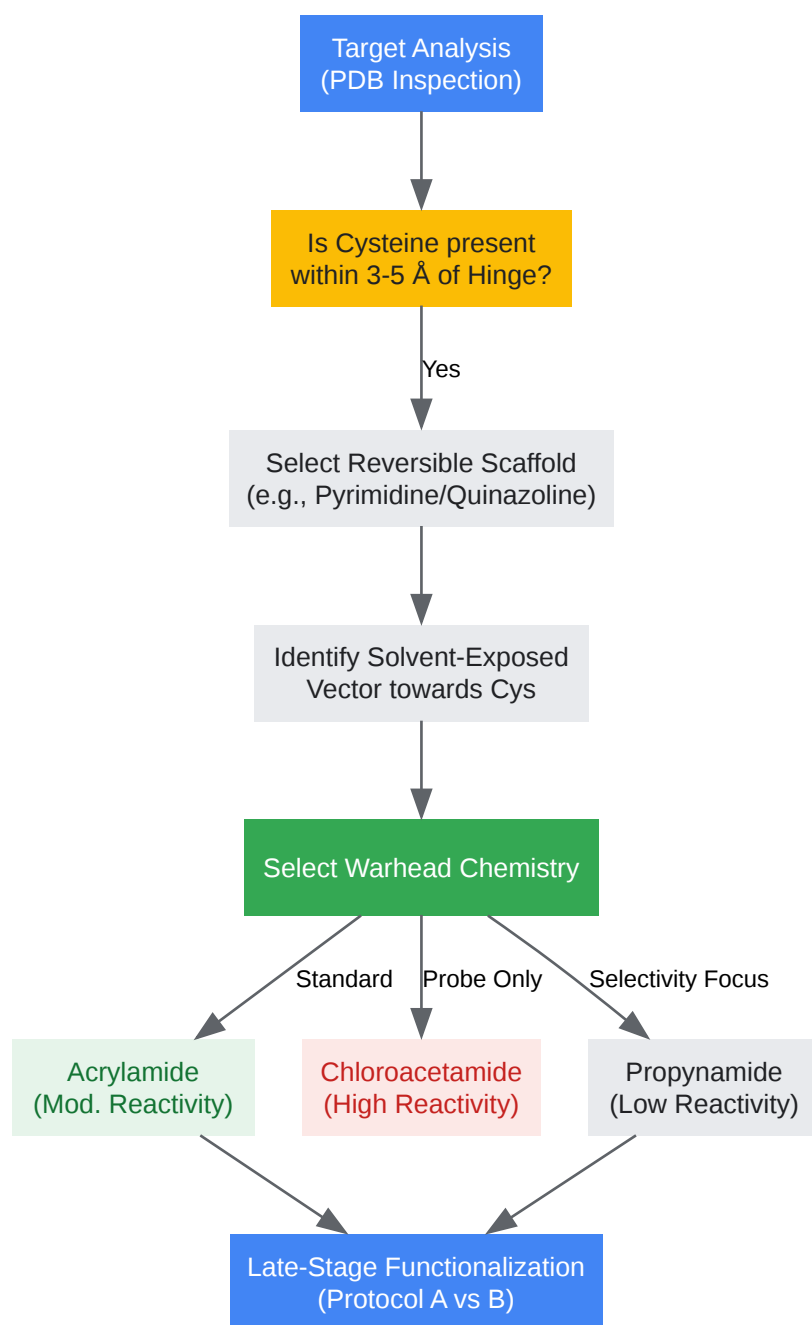 Target Analysis
(PDB Inspection)
Is Cysteine present
within 3-5 Å of Hinge?
Yes
Select Reversible Scaffold
(e.g., Pyrimidine/Quinazoline)
Identify Solvent-Exposed
Vector towards Cys
Select Warhead Chemistry
Standard
Probe Only
Selectivity Focus
Acrylamide
(Mod. Reactivity)
Chloroacetamide
(High Reactivity)
Propynamide
(Low Reactivity)
Late-Stage Functionalization
(Protocol A vs B)